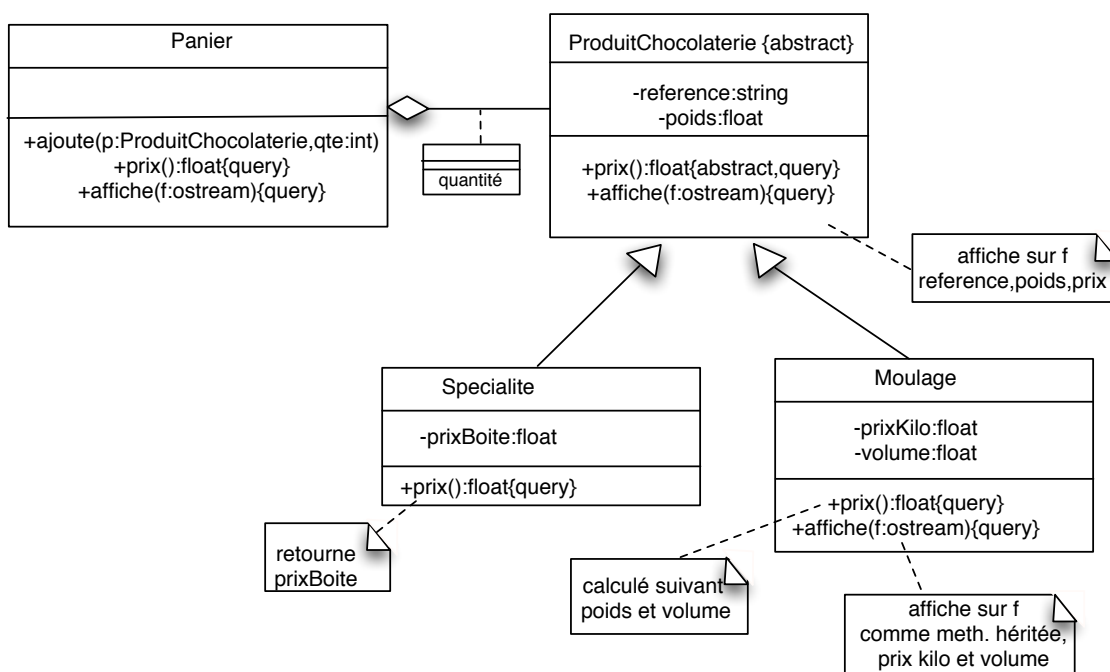 Panier
+ajoute(p:ProduitChocolaterie,qte:int)
+prix():float{query}
+affiche(f:ostream){query}
quantité
ProduitChocolaterie {abstract}
-reference:string
-poids:float
+prix():float{abstract,query}
+affiche(f:ostream){query}
affiche sur f
reference,poids,prix
Specialite
-prixBoite:float
+prix():float{query}
retourne
prixBoite
Moulage
-prixKilo:float
-volume:float
+prix():float{query}
+affiche(f:ostream){query}
calculé suivant
poids et volume
affiche sur f
comme meth. héritée,
prix kilo et volume